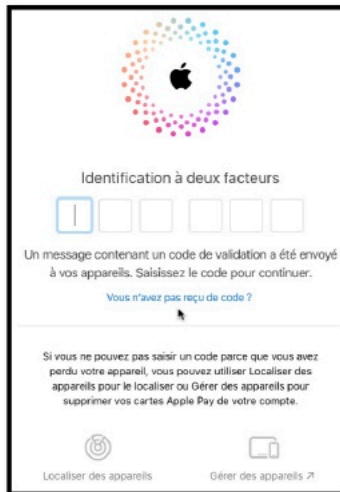 Identification à deux facteurs
Un message contenant un code de validation a été envoyé
à vos appareils. Saisissez le code pour continuer.
Vous n'avez pas reçu de code ?
Si vous ne pouvez pas saisir un code parce que vous avez
perdu votre appareil, vous pouvez utiliser Localiser des
appareils pour le localiser ou Gérer des appareils pour
supprimer vos cartes Apple Pay de votre compte.
Localiser des appareils
Gérer des appareils ↗